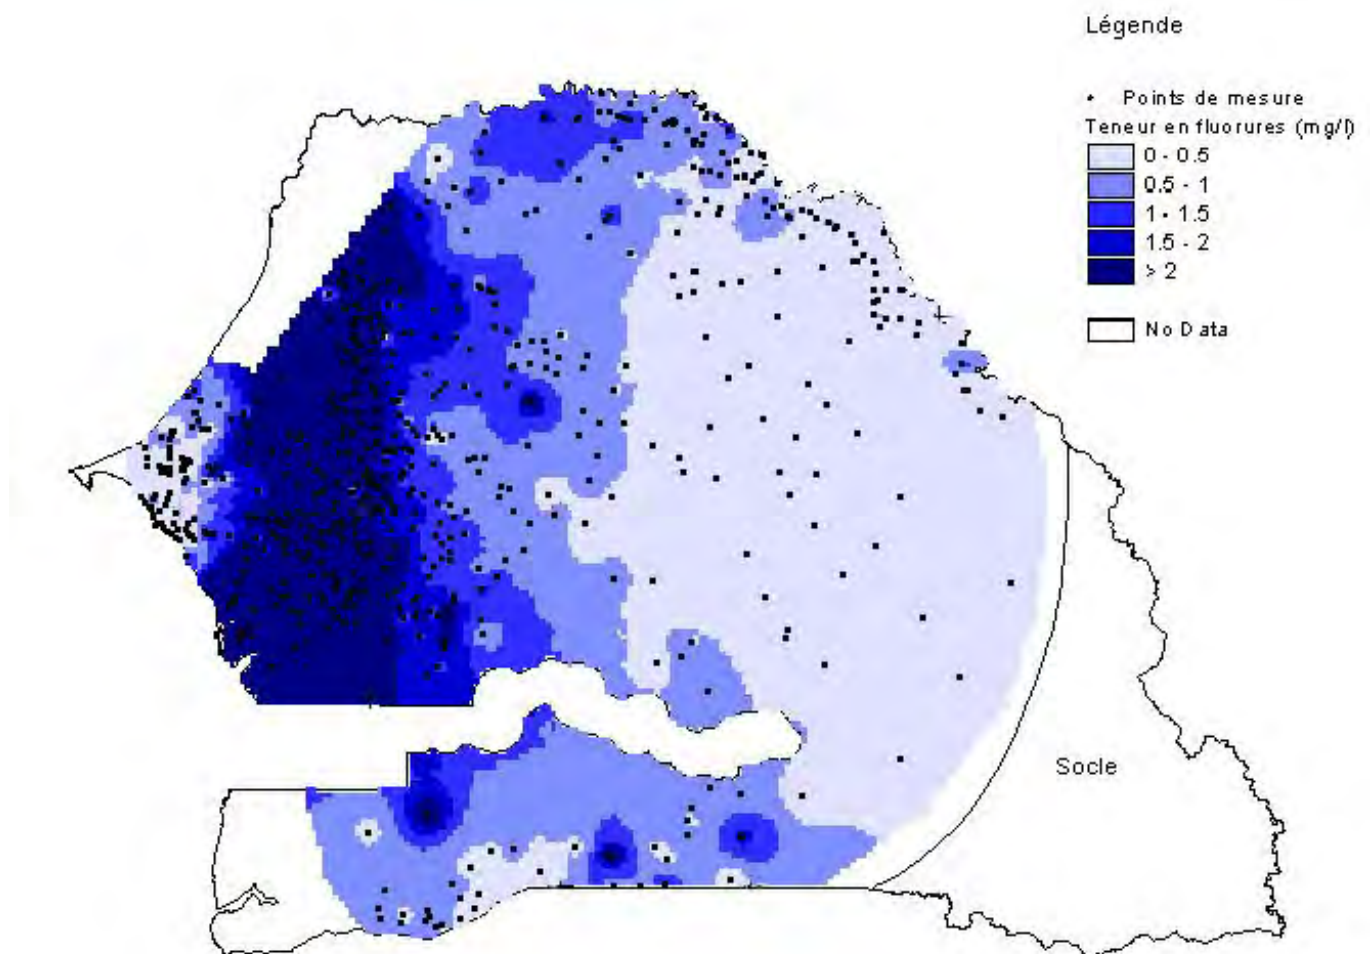 Légende
Points de mesure
Teneur en fluorures (mg/l)
0 - 0.5
0.5 - 1
1 - 1.5
1.5 - 2
> 2
No Data
Socle